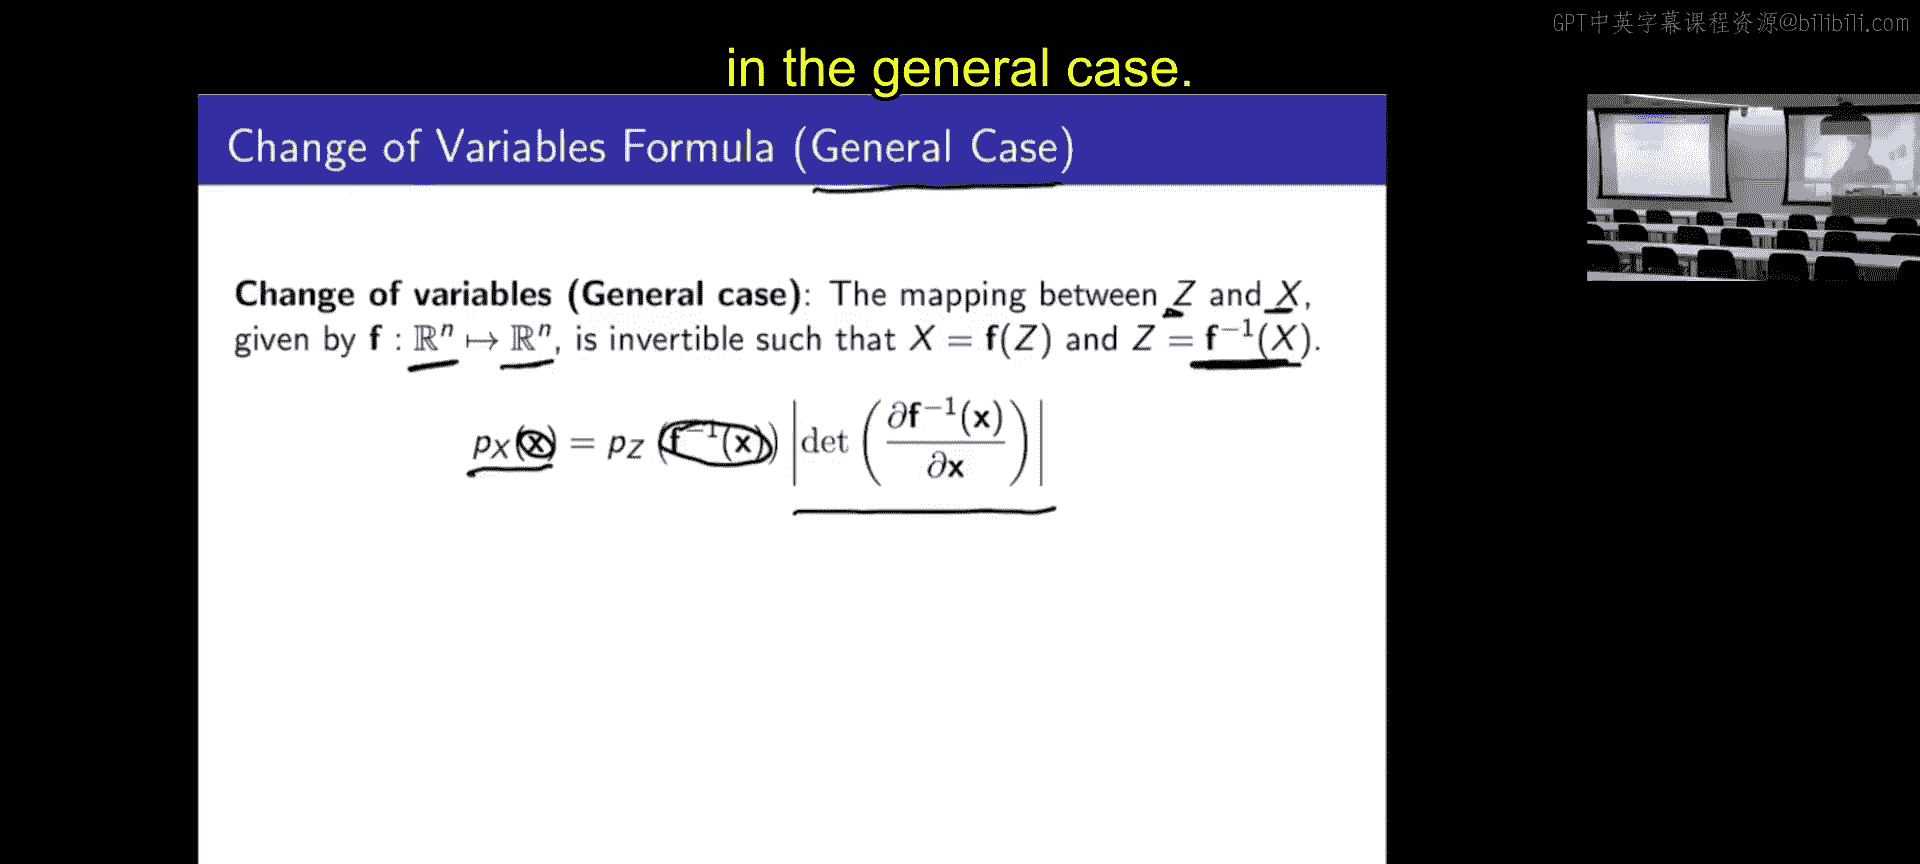 GPT中英字幕课程资源@bilibili.com
in the general case.
Change of Variables Formula (General Case)
Change of variables (General case): The mapping between Z and X,
given by f : ℝⁿ ↦ ℝⁿ, is invertible such that X = f(Z) and Z = f⁻¹(X).
p_X(x) = p_Z (f⁻¹(x)) |det (∂f⁻¹(x)/∂x)|